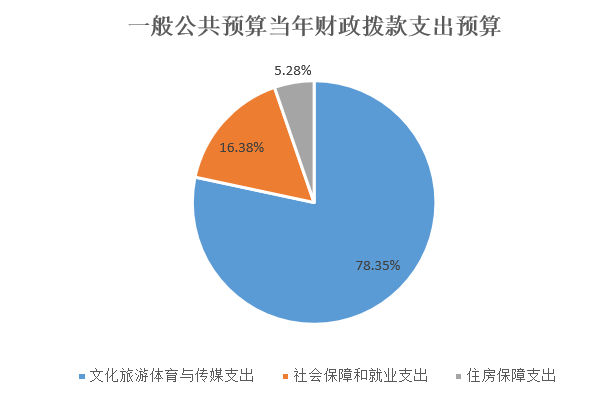 一般公共预算当年财政拨款支出预算
5.28%
16.38%
78.35%
文化旅游体育与传媒支出 社会保障和就业支出 住房保障支出